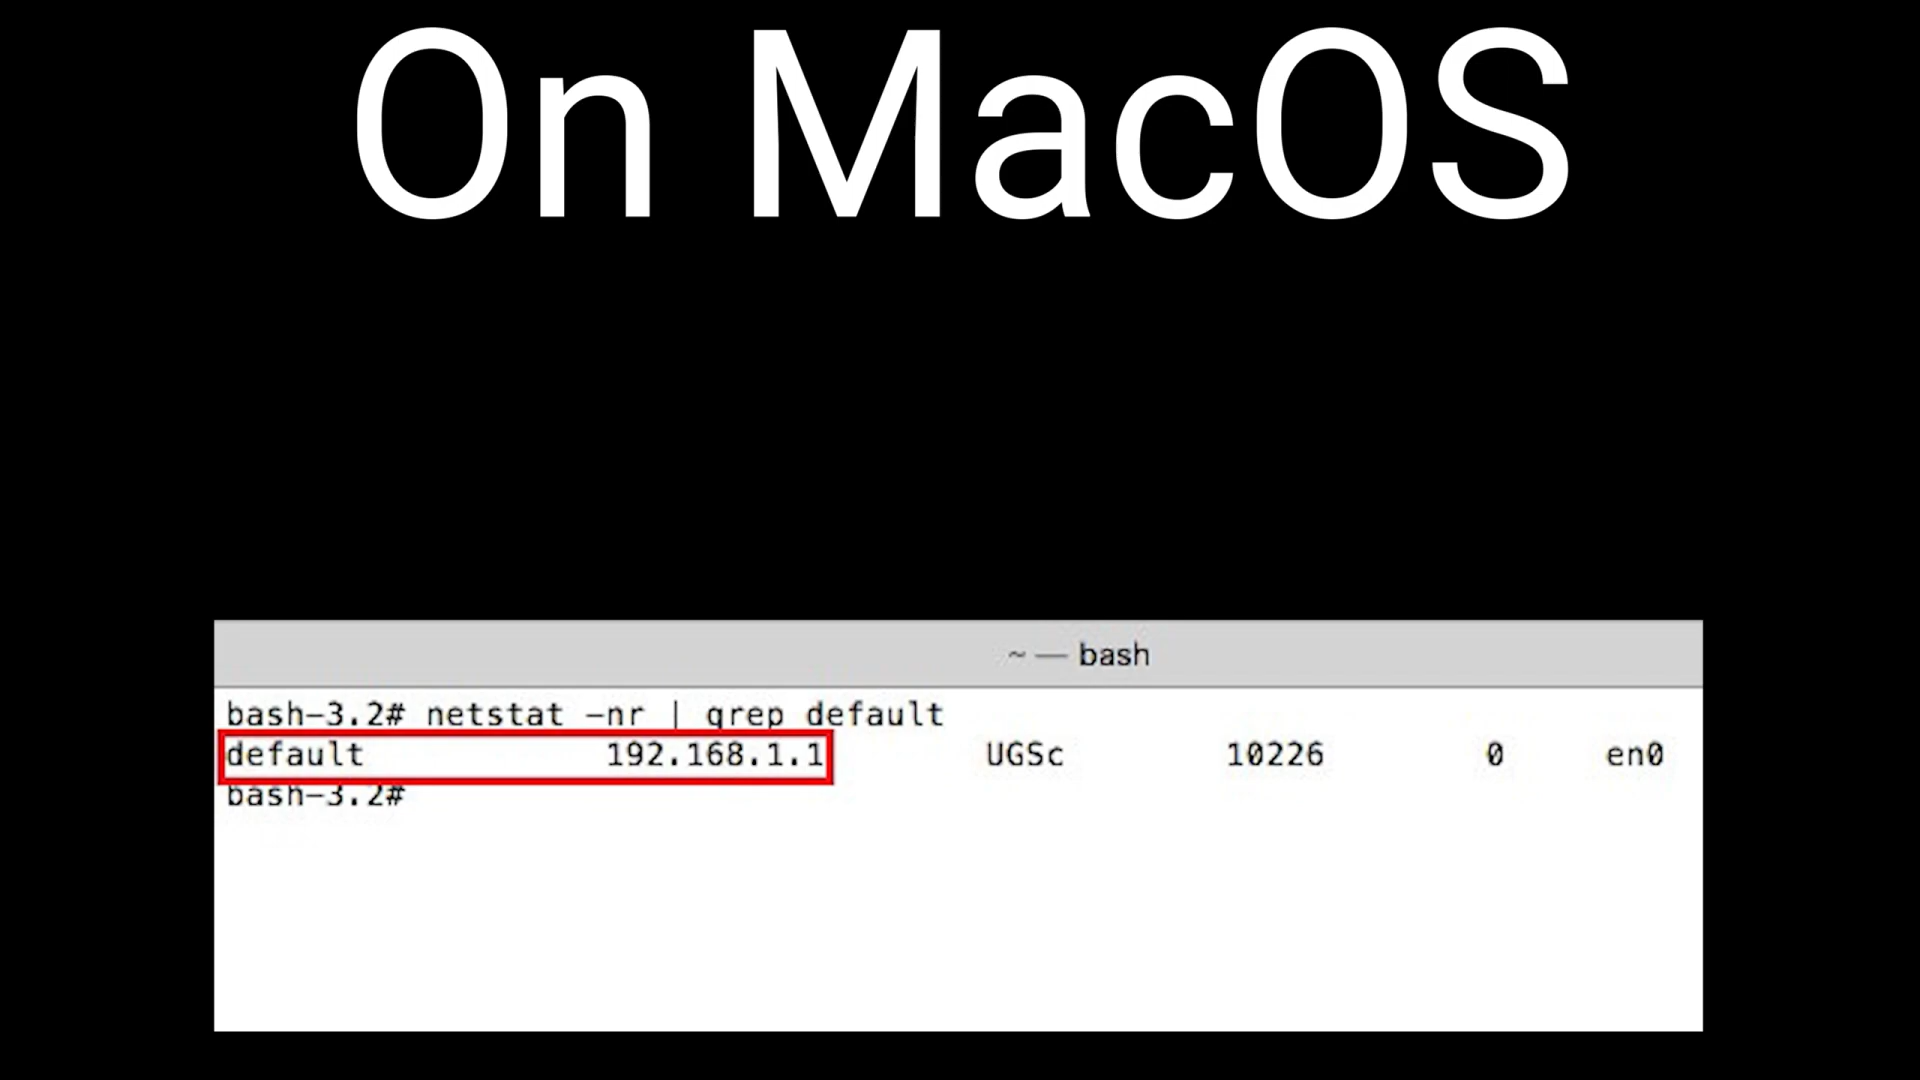 On MacOS
~ — bash
bash-3.2# netstat -nr | grep default
default 192.168.1.1 UGSc 10226 0 en0
bash-3.2#